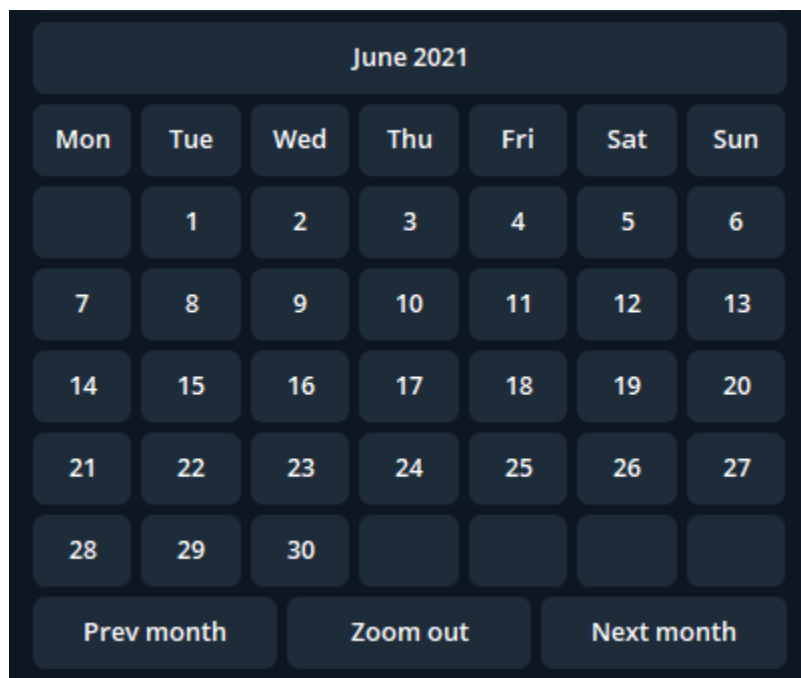 June 2021
Mon Tue Wed Thu Fri Sat Sun
1 2 3 4 5 6
7 8 9 10 11 12 13
14 15 16 17 18 19 20
21 22 23 24 25 26 27
28 29 30
Prev month Zoom out Next month